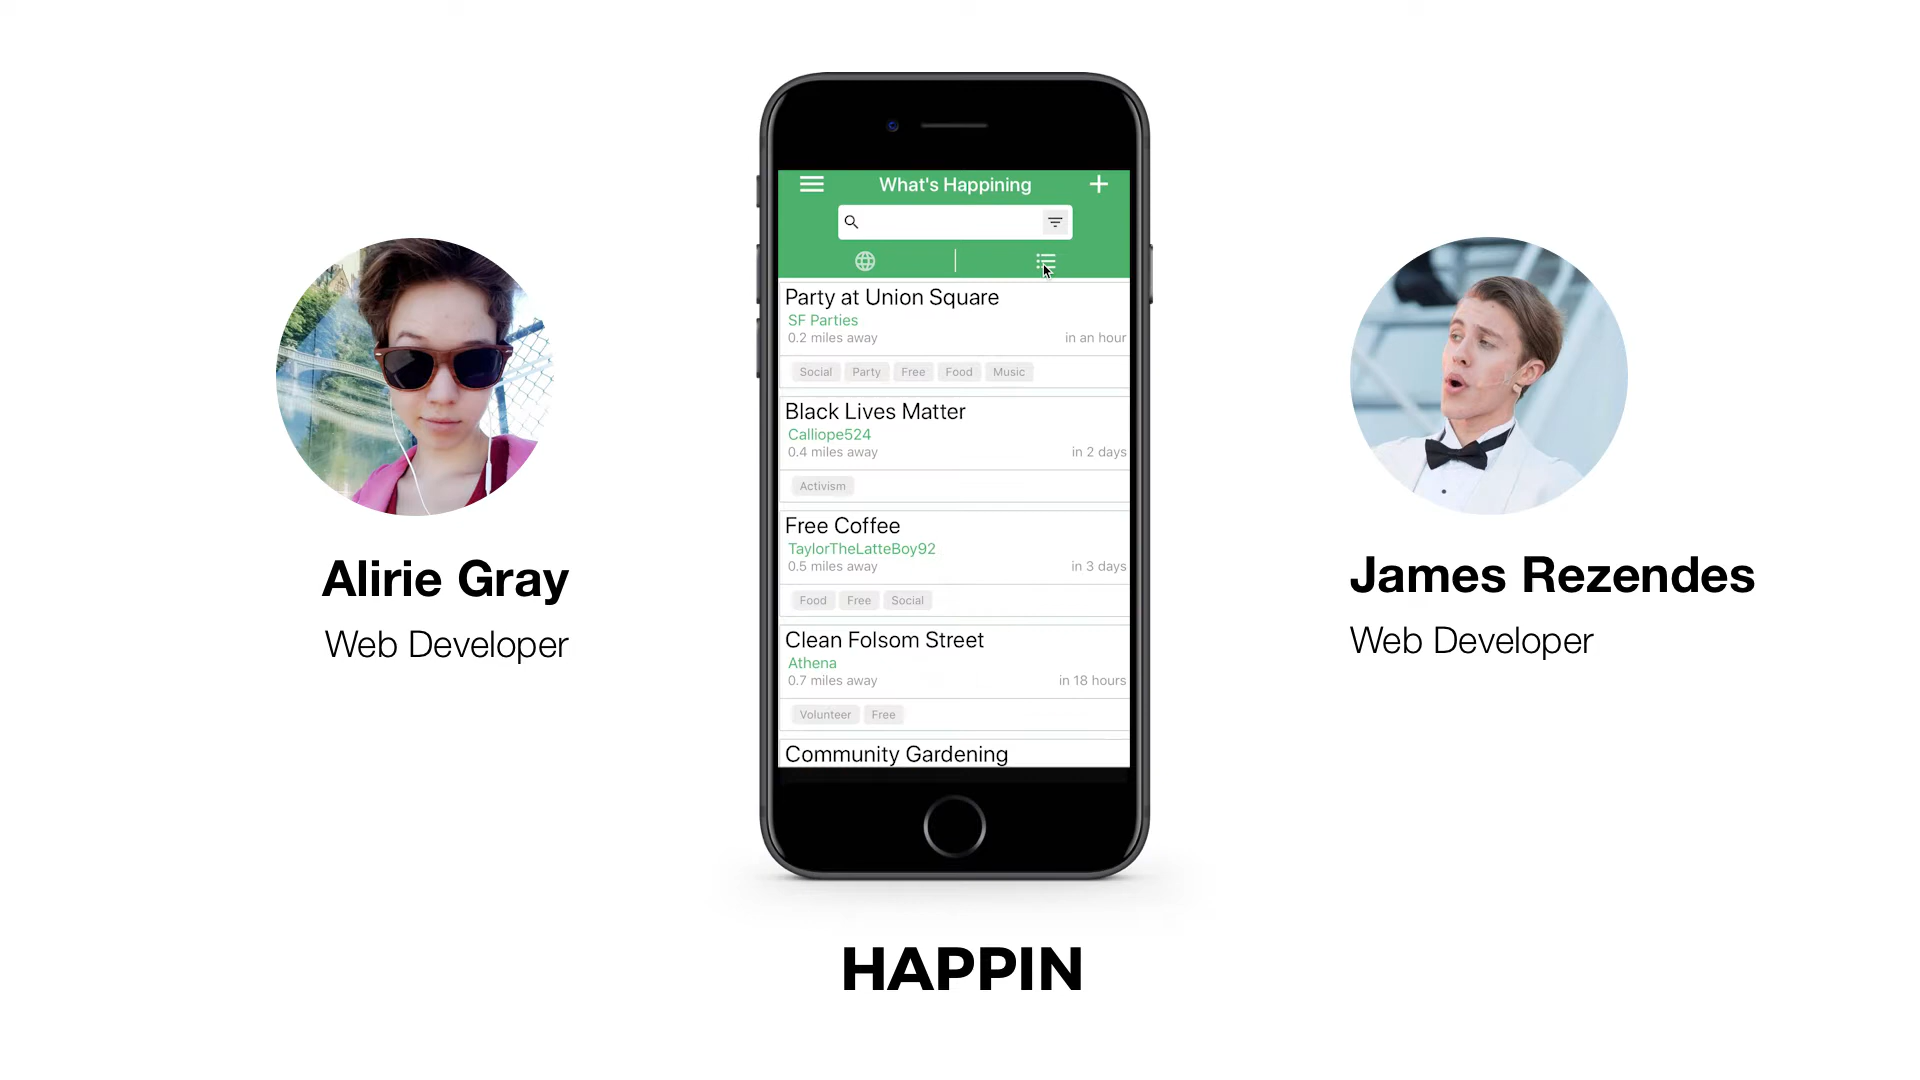 What's Happining
Party at Union Square
SF Parties
0.2 miles away
in an hour
Social Party Free Food Music
Black Lives Matter
Calliope524
0.4 miles away
in 2 days
Activism
Free Coffee
TaylorTheLatteBoy92
0.5 miles away
in 3 days
Food Free Social
Clean Folsom Street
Athena
0.7 miles away
in 18 hours
Volunteer Free
Community Gardening
Alirie Gray
Web Developer
James Rezendes
Web Developer
HAPPIN